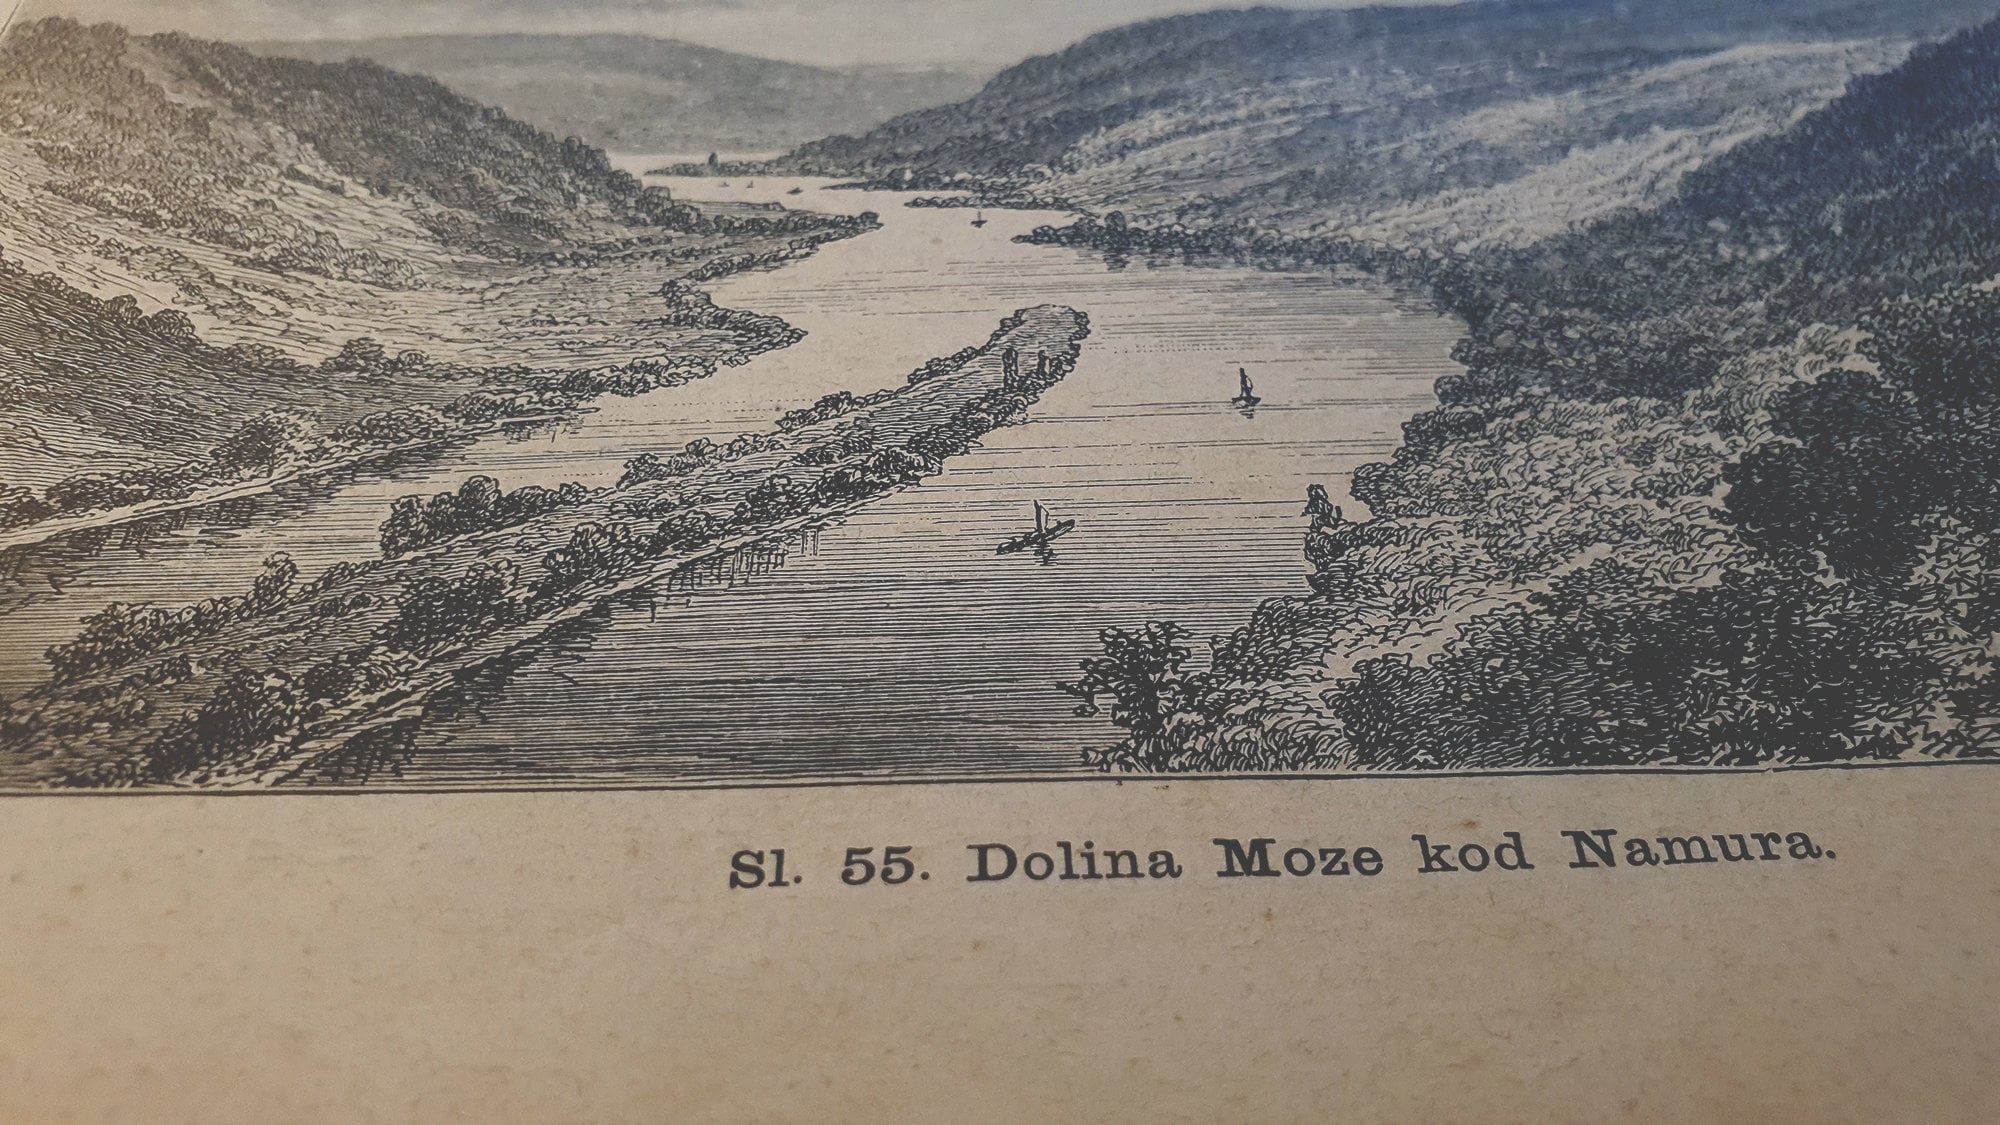 Sl. 55. Dolina Moze kod Namura.